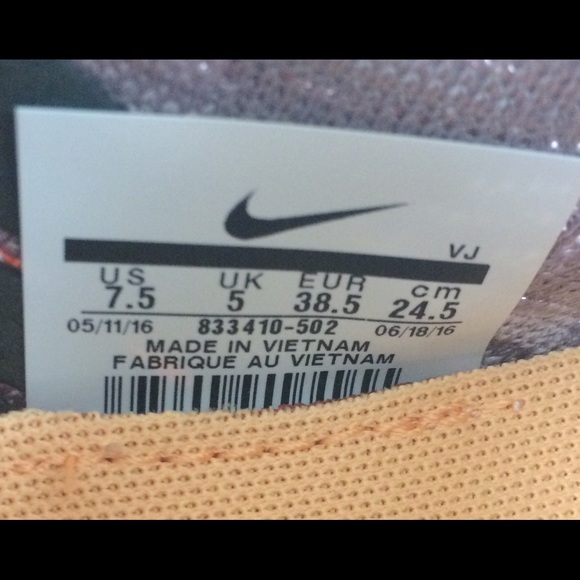 VJ
US UK EUR cm
7.5 5 38.5 24.5
05/11/16 833410-502 06/18/16
MADE IN VIETNAM
FABRIQUE AU VIETNAM